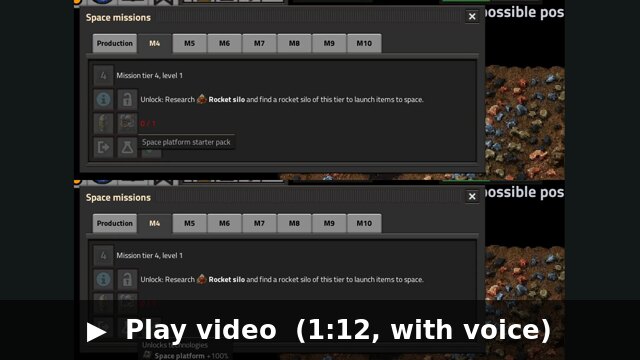 possible pos
Space missions
Production M4 M5 M6 M7 M8 M9 M10
4 Mission tier 4, level 1
Unlock: Research Rocket silo and find a rocket silo of this tier to launch items to space.
0 / 1
Space platform starter pack
possible pos
Space missions
Production M4 M5 M6 M7 M8 M9 M10
4 Mission tier 4, level 1
Unlock: Research Rocket silo and find a rocket silo of this tier to launch items to space.
▶ Play video (1:12, with voice)
Unlocks technologies
Space platform +100%